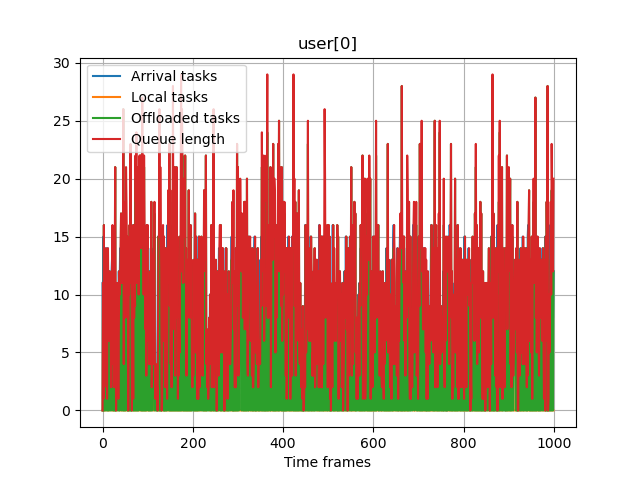 user[0]
30
25
20
15
10
5
0
Arrival tasks
Local tasks
Offloaded tasks
Queue length
0 200 400 600 800 1000
Time frames